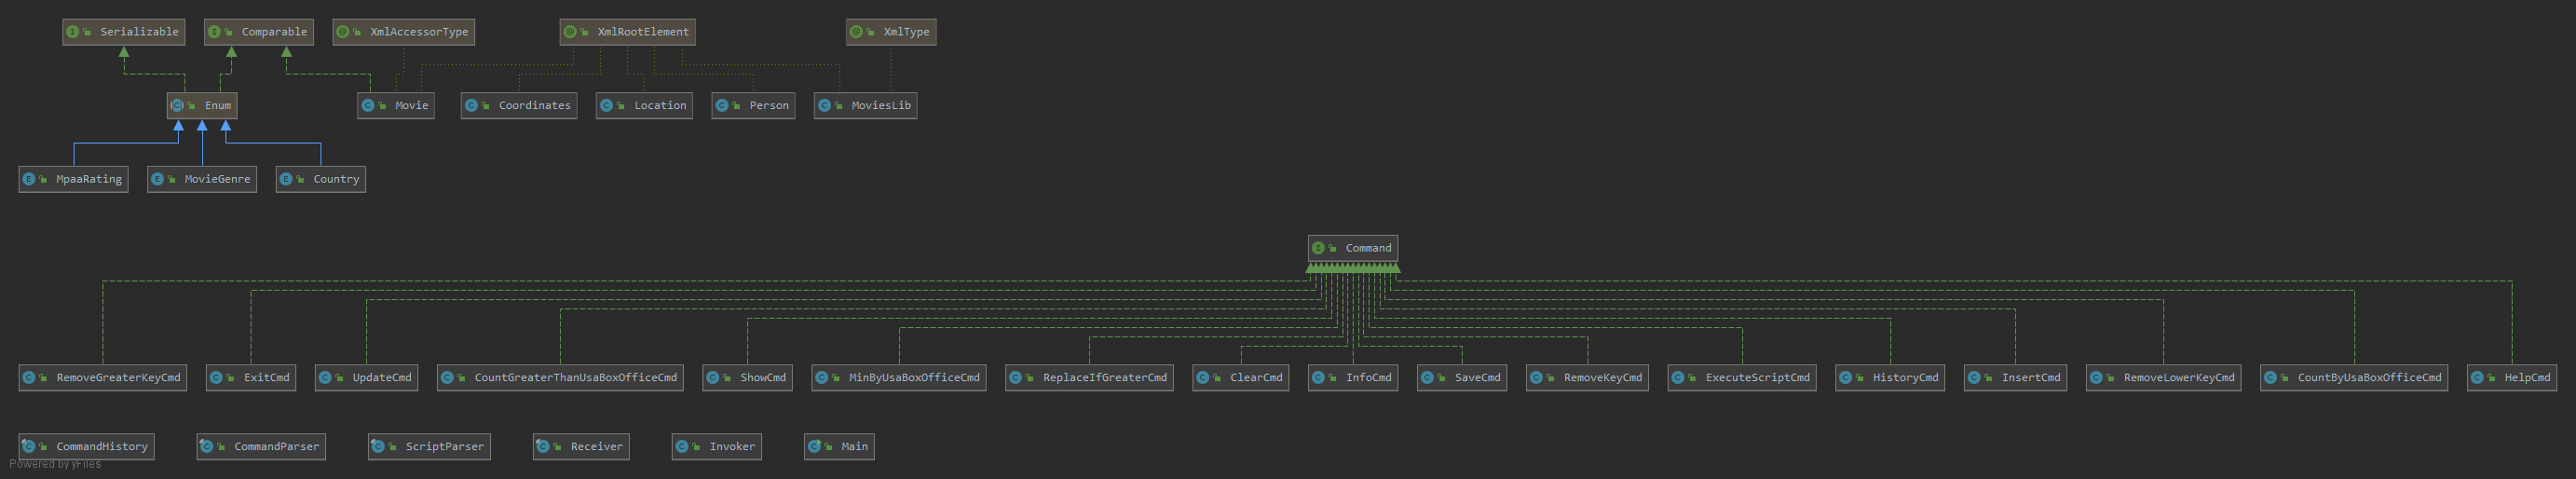 Serializable
Comparable
XmlAccessorType
XmlRootElement
XmlType
Enum
Movie
Coordinates
Location
Person
MoviesLib
MpaaRating
MovieGenre
Country
Command
RemoveGreaterKeyCmd
ExitCmd
UpdateCmd
CountGreaterThanUsaBoxOfficeCmd
ShowCmd
MinByUsaBoxOfficeCmd
ReplaceIfGreaterCmd
ClearCmd
InfoCmd
SaveCmd
RemoveKeyCmd
ExecuteScriptCmd
HistoryCmd
InsertCmd
RemoveLowerKeyCmd
CountByUsaBoxOfficeCmd
HelpCmd
CommandHistory
CommandParser
ScriptParser
Receiver
Invoker
Main
Powered by yFiles